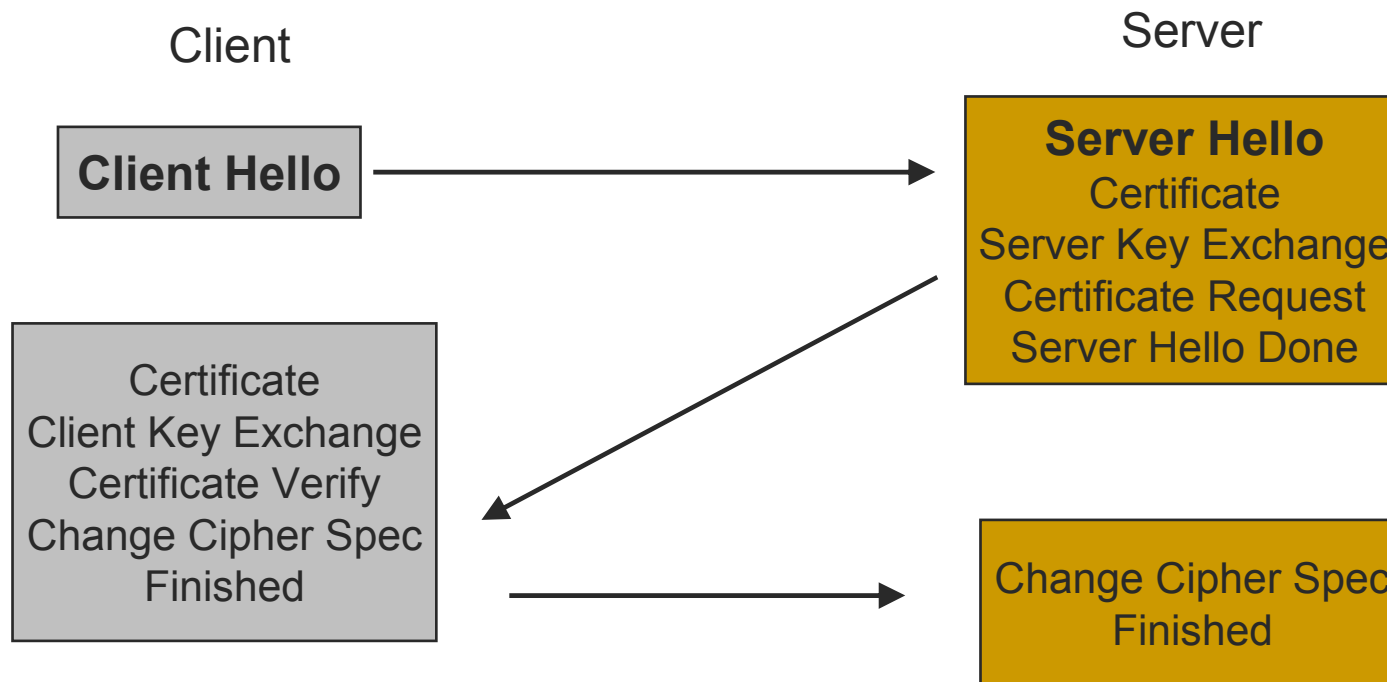 Client
Server
Client Hello
Server Hello
Certificate
Server Key Exchange
Certificate Request
Server Hello Done
Certificate
Client Key Exchange
Certificate Verify
Change Cipher Spec
Finished
Change Cipher Spec
Finished